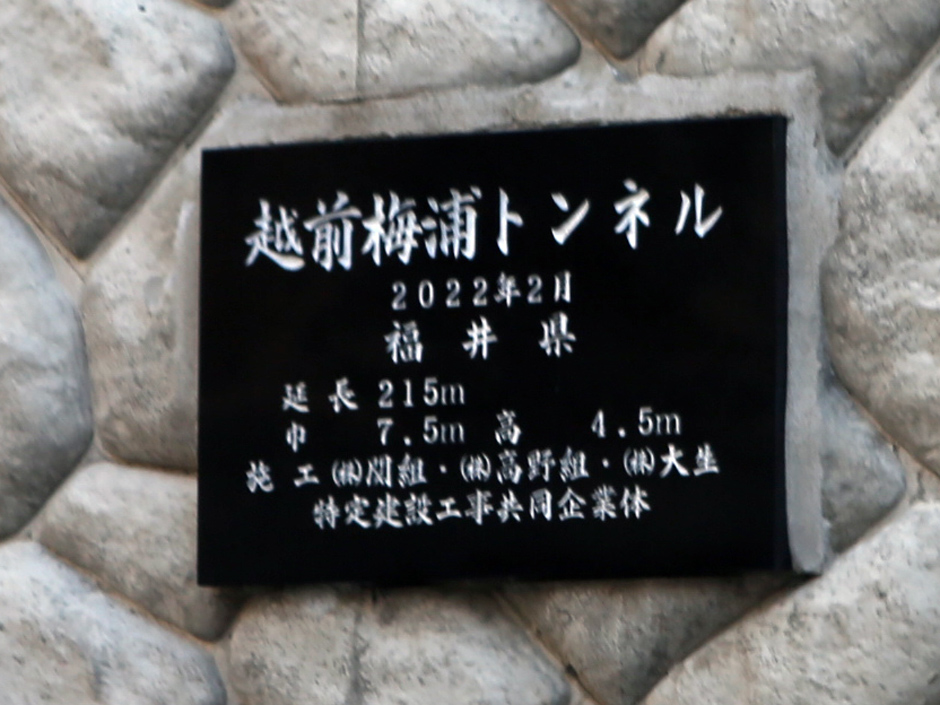 越前梅浦トンネル
2022年2月
福井県
延長 215m
巾 7.5m 高 4.5m
施工 ㈱関組・㈱高野組・㈱大生
特定建設工事共同企業体